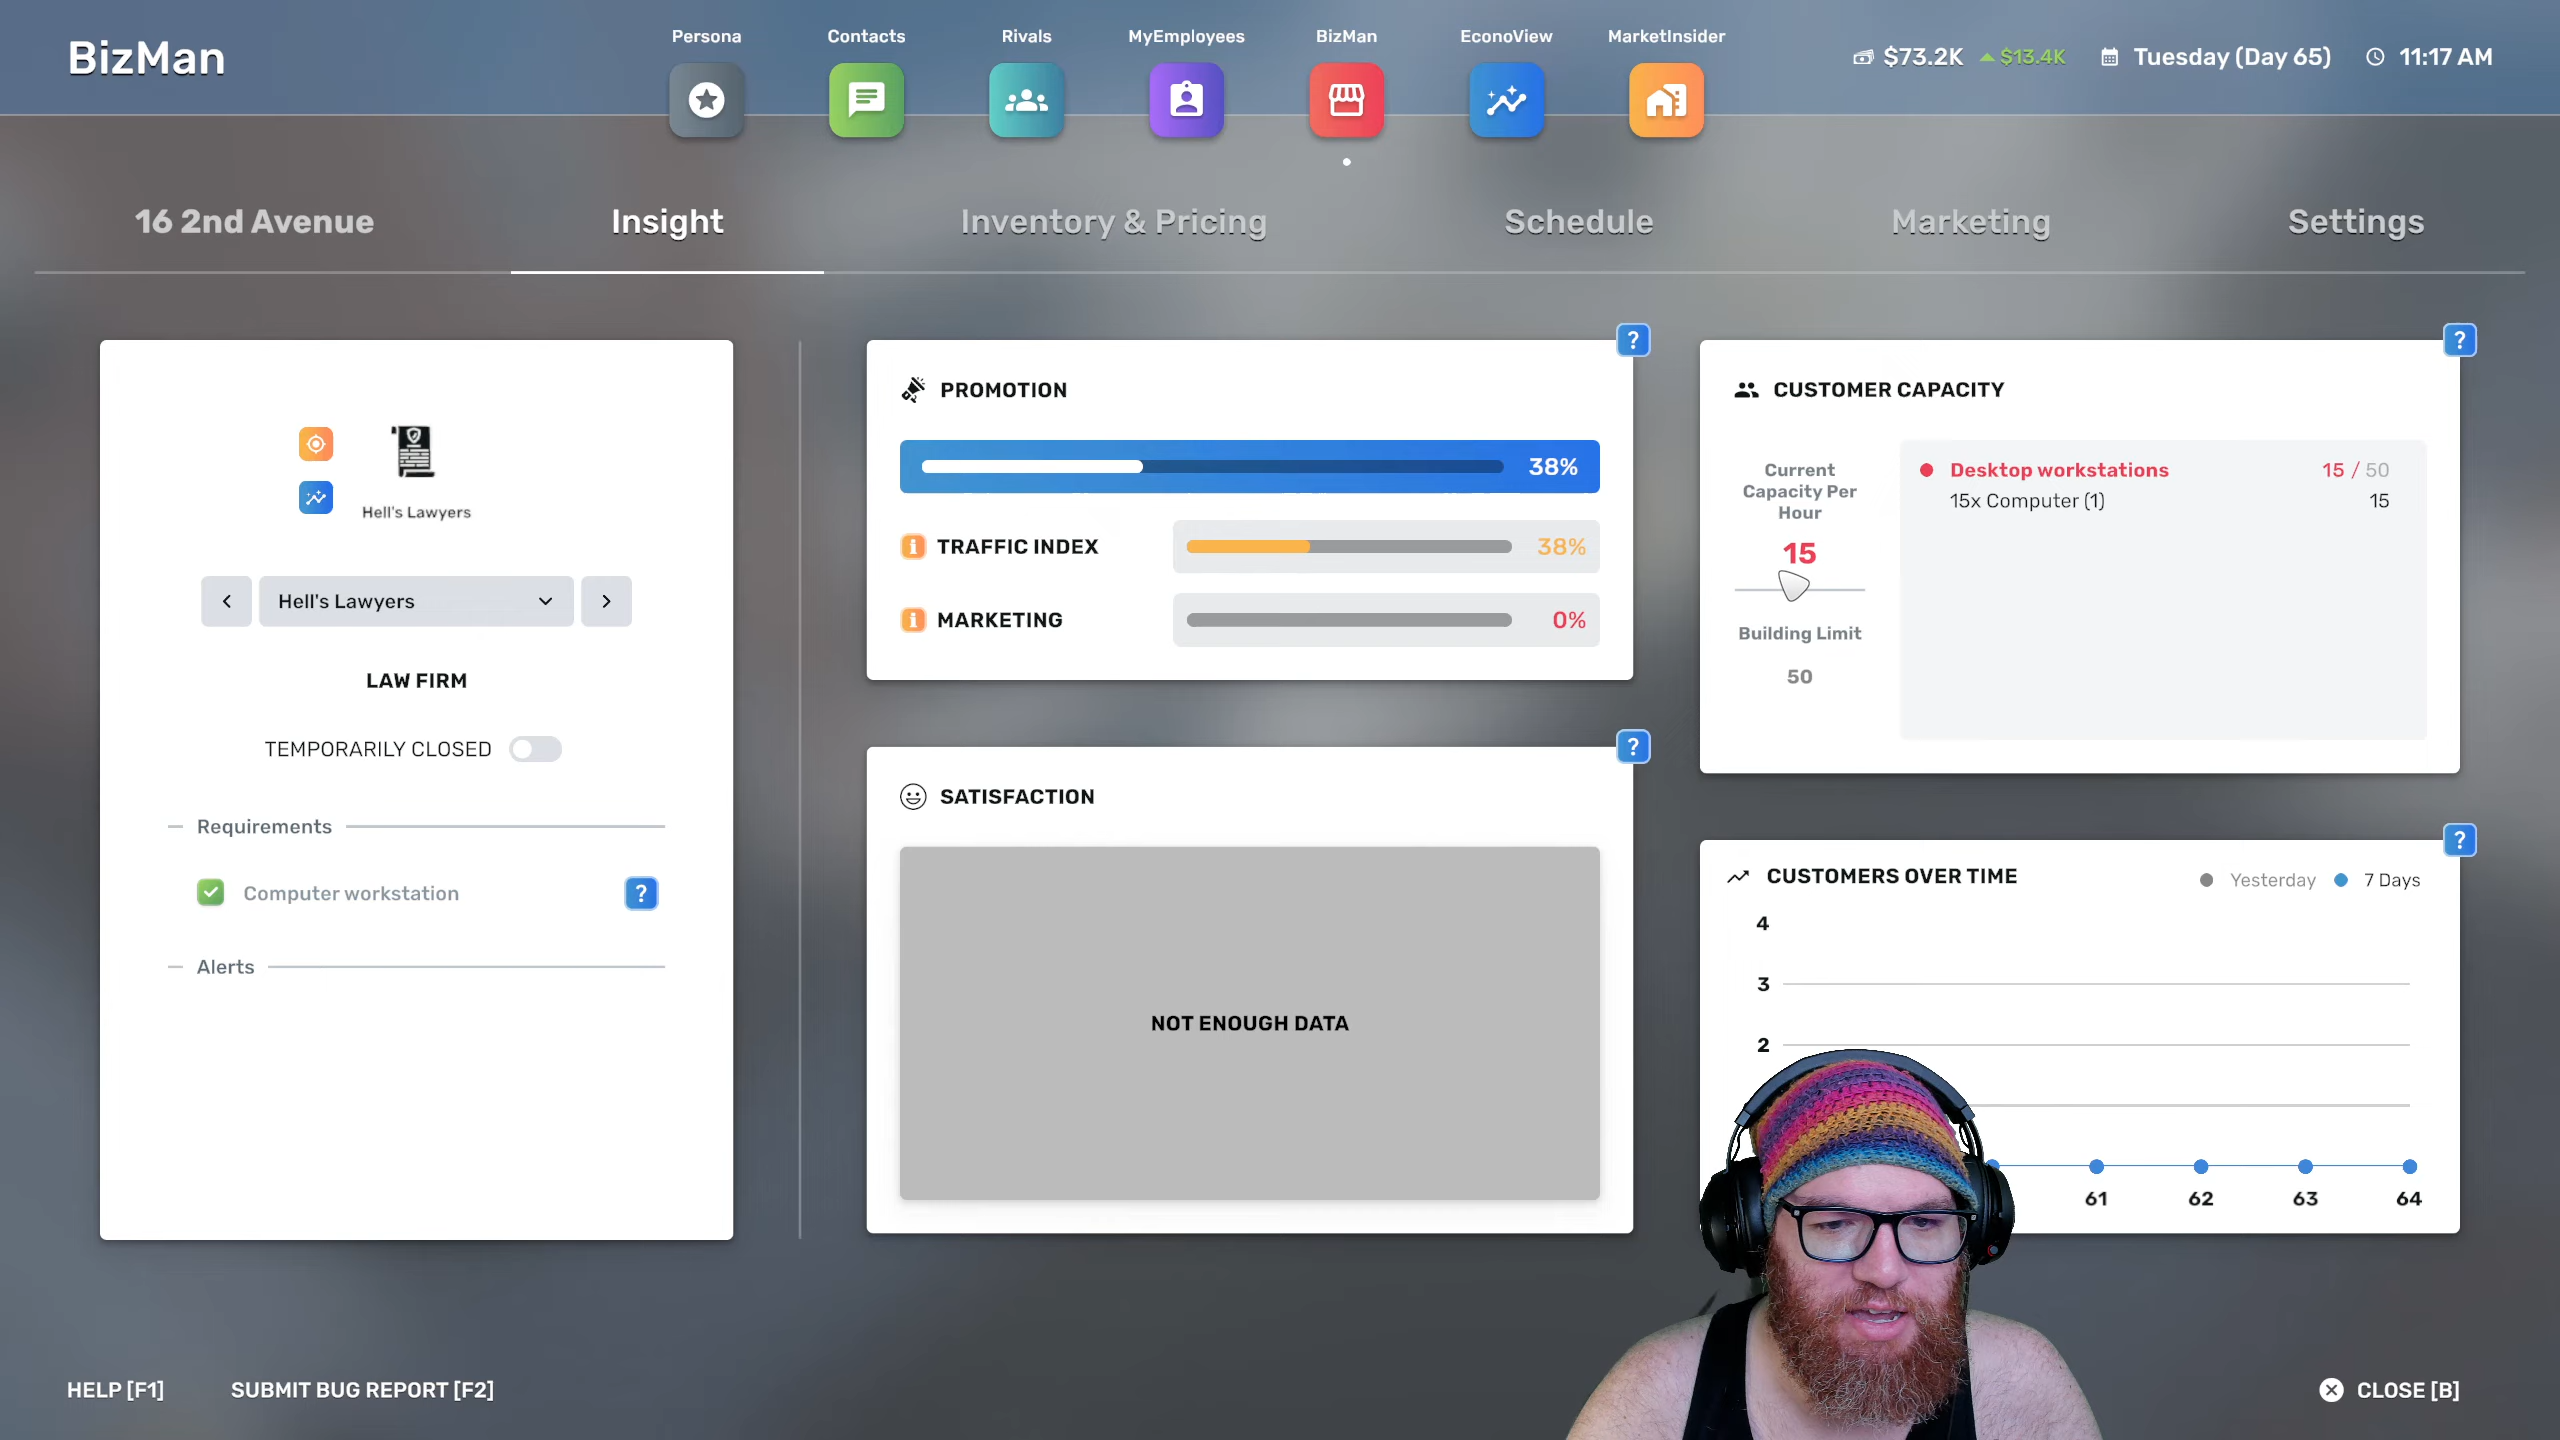 BizMan
Persona
Contacts
Rivals
MyEmployees
BizMan
EconoView
MarketInsider
$73.2K
$13.4K
Tuesday (Day 65)
11:17 AM
16 2nd Avenue
Insight
Inventory & Pricing
Schedule
Marketing
Settings
Hell's Lawyers
Hell's Lawyers
LAW FIRM
TEMPORARILY CLOSED
Requirements
Computer workstation
?
Alerts
?
PROMOTION
38%
i TRAFFIC INDEX 38%
i MARKETING 0%
?
SATISFACTION
NOT ENOUGH DATA
?
CUSTOMER CAPACITY
Current
Capacity Per
Hour
15
Building Limit
50
Desktop workstations 15 / 50
15x Computer (1) 15
?
CUSTOMERS OVER TIME
Yesterday
7 Days
4
3
2
61 62 63 64
HELP [F1]
SUBMIT BUG REPORT [F2]
CLOSE [B]